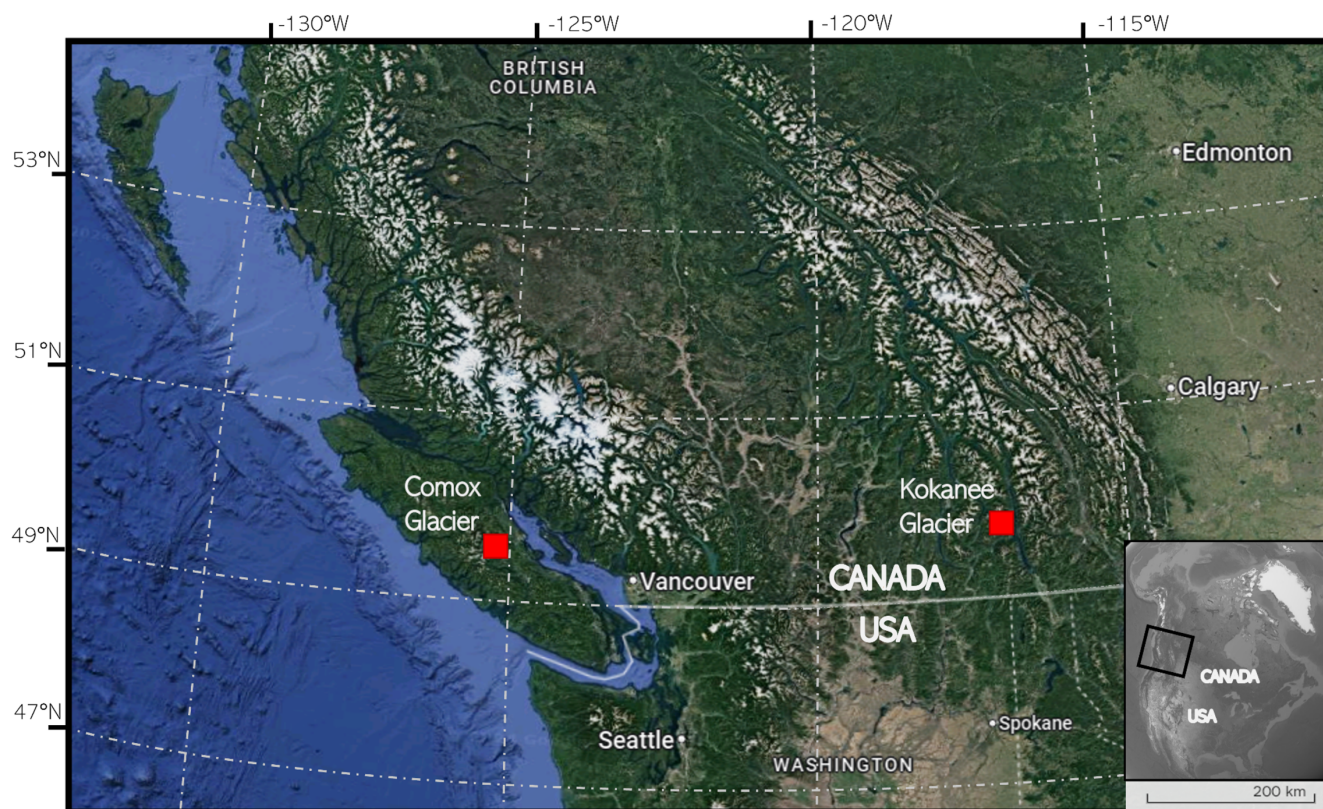 -130°W
-125°W
-120°W
-115°W
BRITISH
COLUMBIA
53°N
Edmonton
51°N
Calgary
Comox
Glacier
Kokanee
Glacier
49°N
Vancouver
CANADA
USA
CANADA
USA
47°N
Seattle
Spokane
WASHINGTON
200 km